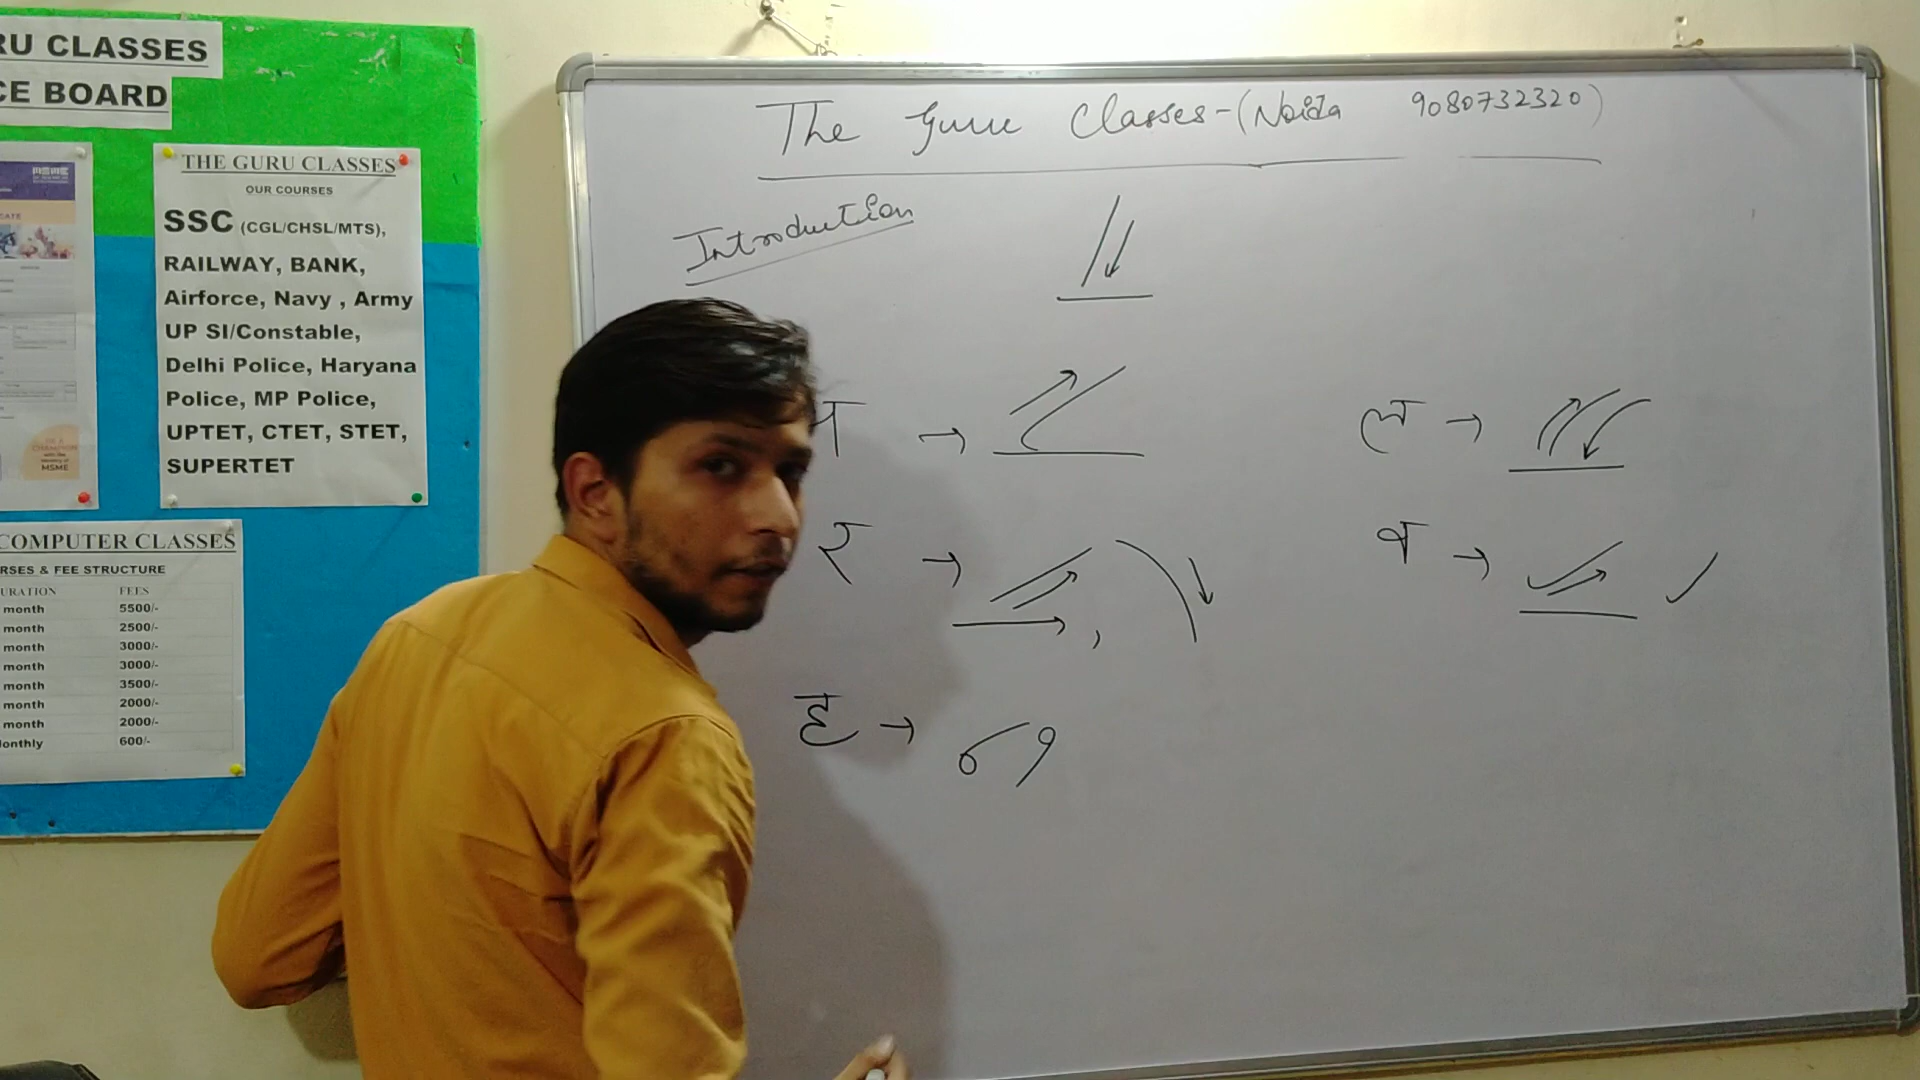 RU CLASSES
CE BOARD
THE GURU CLASSES
OUR COURSES
SSC (CGL/CHSL/MTS),
RAILWAY, BANK,
Airforce, Navy , Army
UP SI/Constable,
Delhi Police, Haryana
Police, MP Police,
UPTET, CTET, STET,
SUPERTET
COMPUTER CLASSES
RSES & FEE STRUCTURE
URATION FEES
month 5500/-
month 2500/-
month 3000/-
month 3000/-
month 3500/-
month 2000/-
month 2000/-
onthly 600/-
MSME
The Guru Classes-(Noida 9080732320)
Introduction
→ ल →
र → , व →
ह →